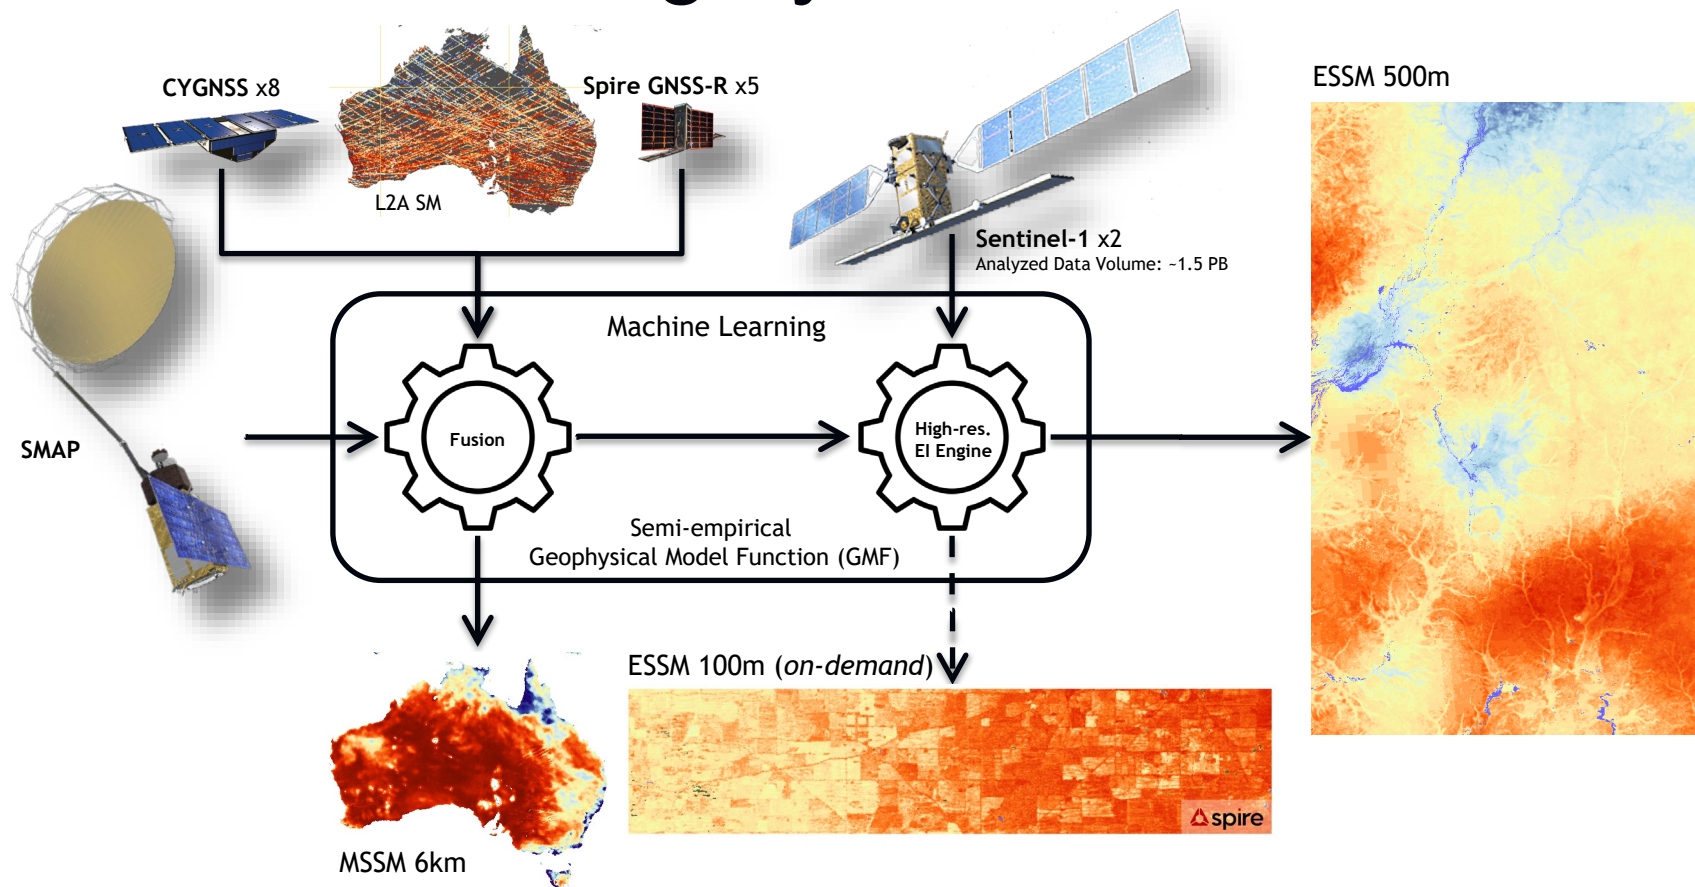 CYGNSS x8
Spire GNSS-R x5
L2A SM
ESSM 500m
Sentinel-1 x2
Analyzed Data Volume: ~1.5 PB
Machine Learning
SMAP
Fusion
High-res.
EI Engine
Semi-empirical
Geophysical Model Function (GMF)
ESSM 100m (on-demand)
spire
MSSM 6km